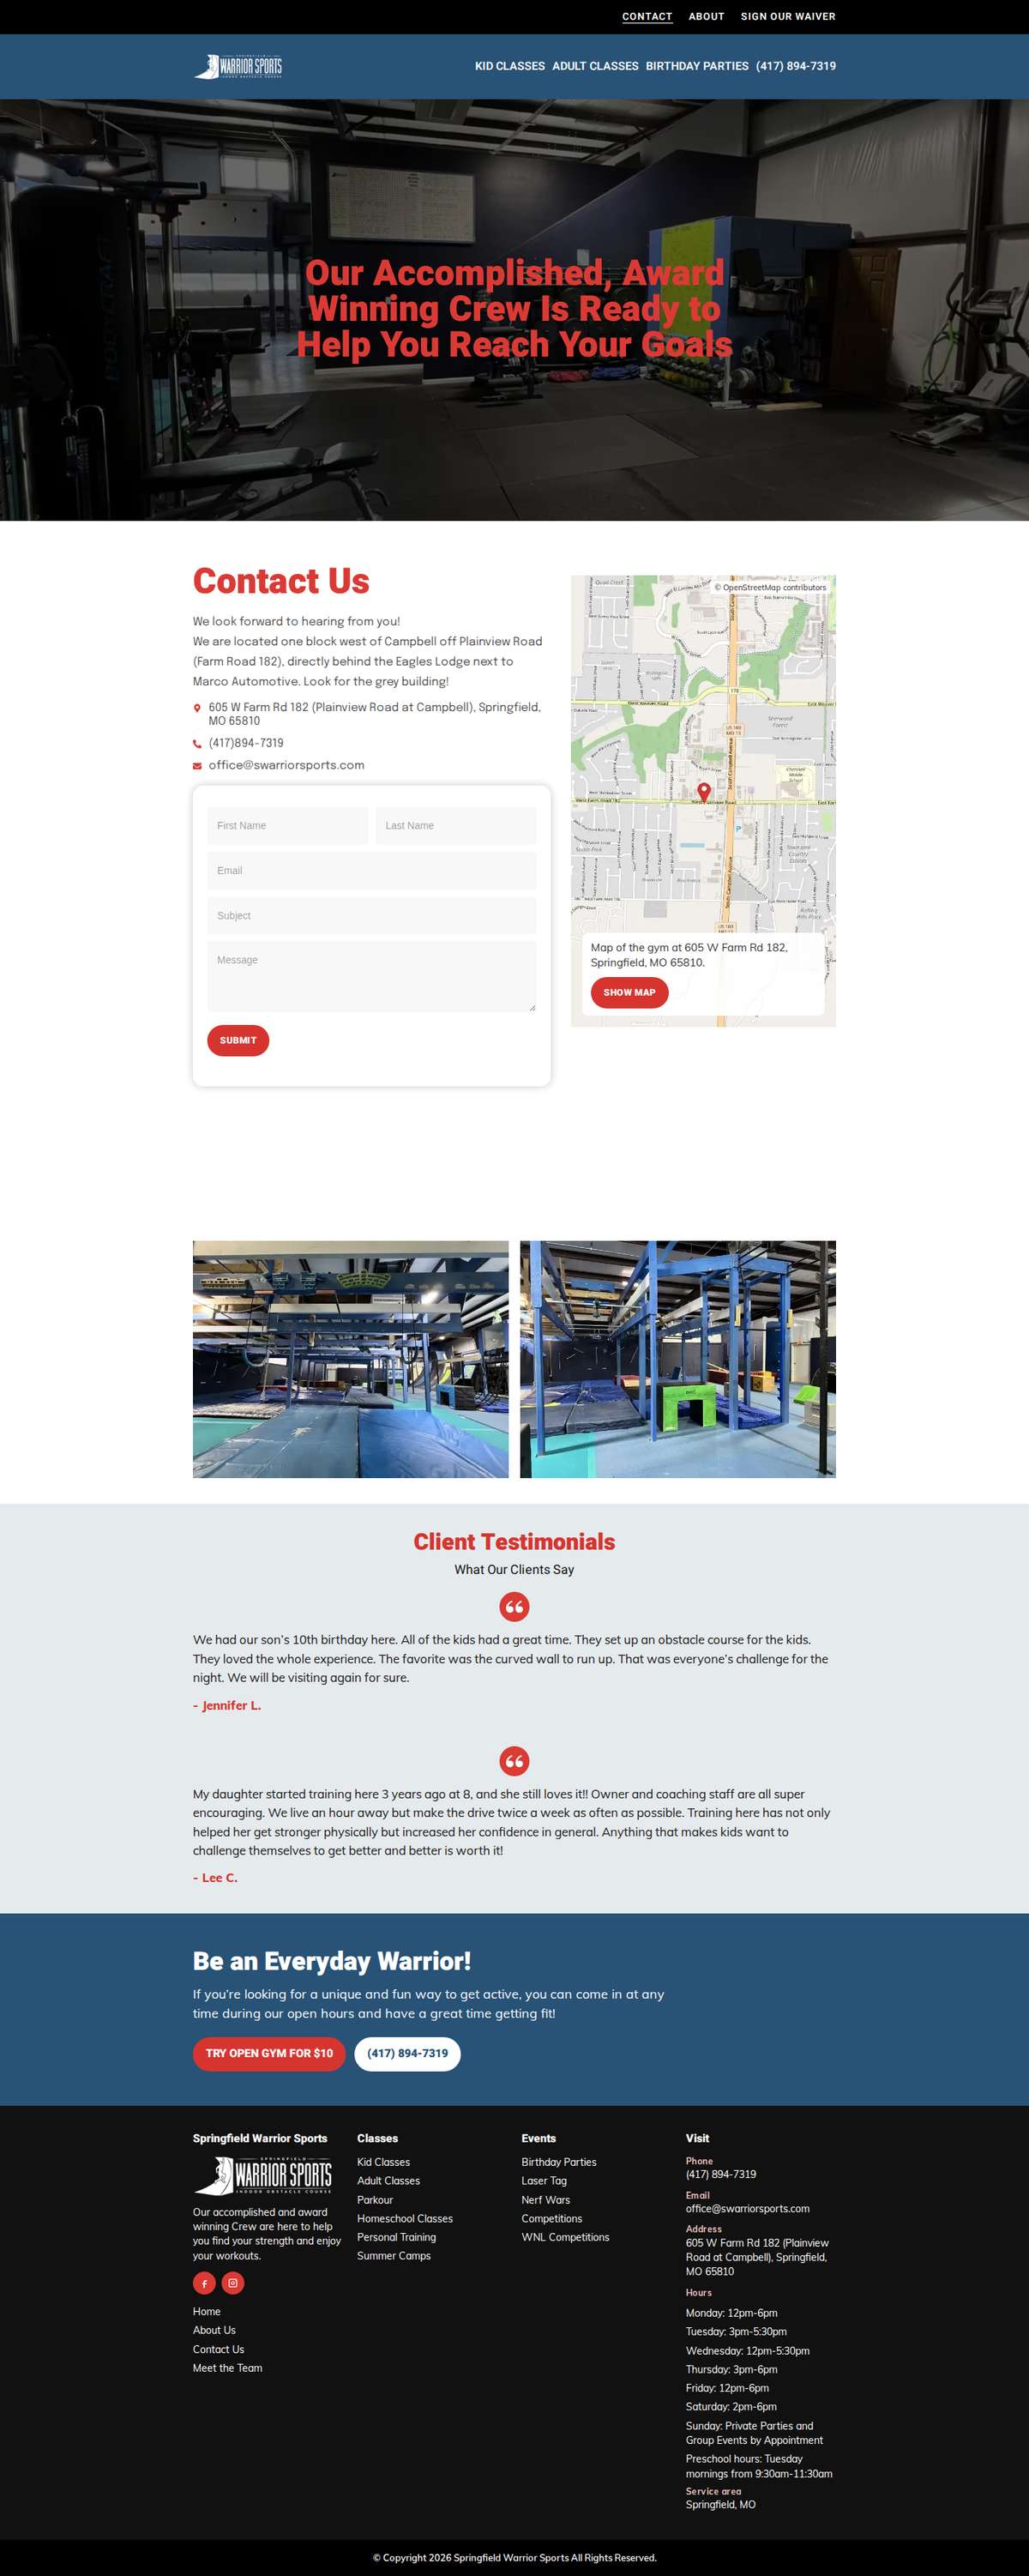 CONTACT ABOUT SIGN OUR WAIVER
SPRINGFIELD
WARRIOR SPORTS
INDOOR OBSTACLE COURSE
KID CLASSES ADULT CLASSES BIRTHDAY PARTIES (417) 894-7319
Our Accomplished, Award
Winning Crew Is Ready to
Help You Reach Your Goals
Contact Us
We look forward to hearing from you!
We are located one block west of Campbell off Plainview Road
(Farm Road 182), directly behind the Eagles Lodge next to
Marco Automotive. Look for the grey building!
605 W Farm Rd 182 (Plainview Road at Campbell), Springfield,
MO 65810
(417)894-7319
office@swarriorsports.com
First Name Last Name
Email
Subject
Message
SUBMIT
© OpenStreetMap contributors
Map of the gym at 605 W Farm Rd 182,
Springfield, MO 65810.
SHOW MAP
Client Testimonials
What Our Clients Say
We had our son's 10th birthday here. All of the kids had a great time. They set up an obstacle course for the kids.
They loved the whole experience. The favorite was the curved wall to run up. That was everyone's challenge for the
night. We will be visiting again for sure.
- Jennifer L.
My daughter started training here 3 years ago at 8, and she still loves it!! Owner and coaching staff are all super
encouraging. We live an hour away but make the drive twice a week as often as possible. Training here has not only
helped her get stronger physically but increased her confidence in general. Anything that makes kids want to
challenge themselves to get better and better is worth it!
- Lee C.
Be an Everyday Warrior!
If you're looking for a unique and fun way to get active, you can come in at any
time during our open hours and have a great time getting fit!
TRY OPEN GYM FOR $10 (417) 894-7319
Springfield Warrior Sports
SPRINGFIELD
WARRIOR SPORTS
INDOOR OBSTACLE COURSE
Our accomplished and award
winning Crew are here to help
you find your strength and enjoy
your workouts.
Home
About Us
Contact Us
Meet the Team
Classes
Kid Classes
Adult Classes
Parkour
Homeschool Classes
Personal Training
Summer Camps
Events
Birthday Parties
Laser Tag
Nerf Wars
Competitions
WNL Competitions
Visit
Phone
(417) 894-7319
Email
office@swarriorsports.com
Address
605 W Farm Rd 182 (Plainview
Road at Campbell), Springfield,
MO 65810
Hours
Monday: 12pm-6pm
Tuesday: 3pm-5:30pm
Wednesday: 12pm-5:30pm
Thursday: 3pm-6pm
Friday: 12pm-6pm
Saturday: 2pm-6pm
Sunday: Private Parties and
Group Events by Appointment
Preschool hours: Tuesday
mornings from 9:30am-11:30am
Service area
Springfield, MO
© Copyright 2026 Springfield Warrior Sports All Rights Reserved.